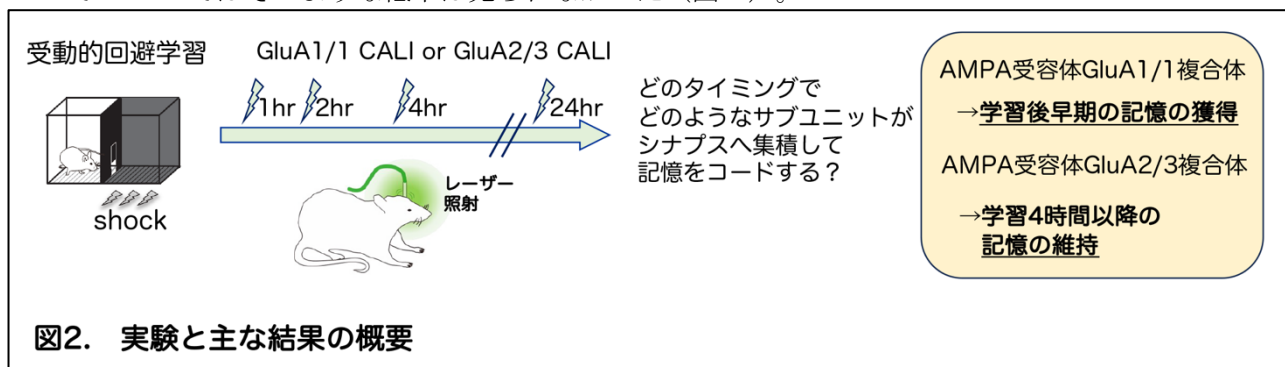 受動的回避学習
GluA1/1 CALI or GluA2/3 CALI
1hr
2hr
4hr
24hr
shock
レーザー
照射
どのタイミングで
どのようなサブユニットが
シナプスへ集積して
記憶をコードする？
AMPA受容体GluA1/1複合体
→学習後早期の記憶の獲得
AMPA受容体GluA2/3複合体
→学習4時間以降の
記憶の維持
図2. 実験と主な結果の概要